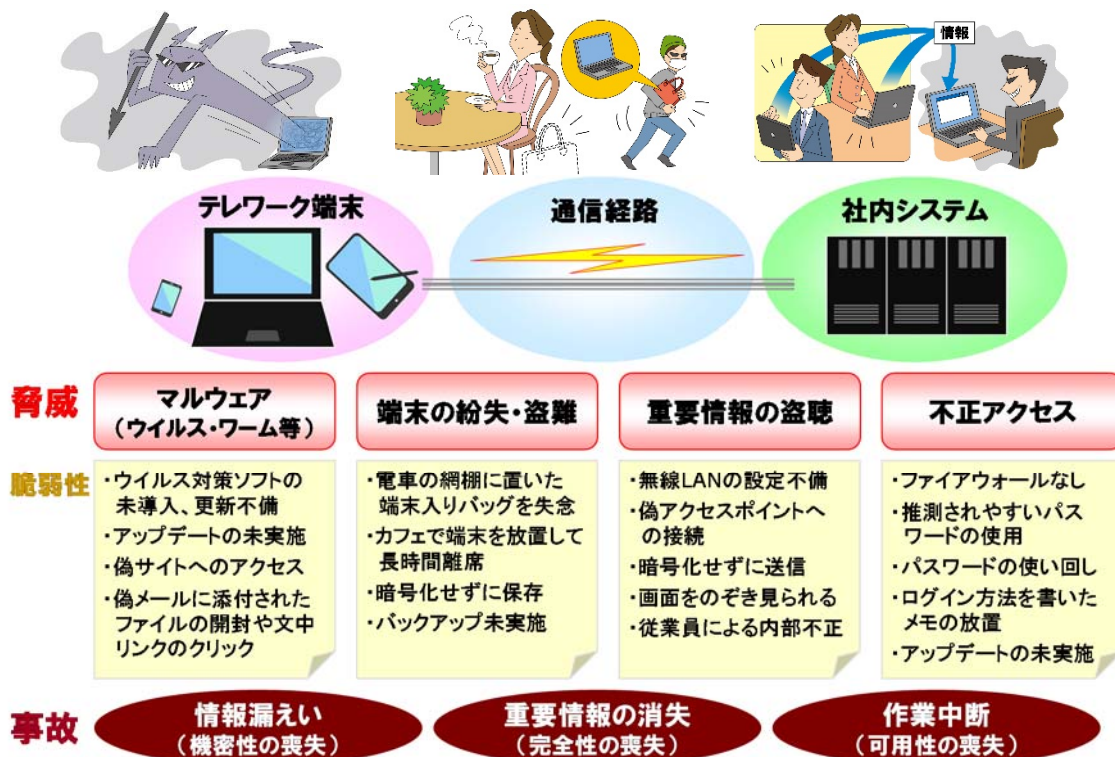 情報
テレワーク端末
通信経路
社内システム
脅威
マルウェア
（ウイルス・ワーム等）
端末の紛失・盗難
重要情報の盗聴
不正アクセス
脆弱性
・ウイルス対策ソフトの
未導入、更新不備
・アップデートの未実施
・偽サイトへのアクセス
・偽メールに添付された
ファイルの開封や文中
リンクのクリック
・電車の網棚に置いた
端末入りバッグを失念
・カフェで端末を放置して
長時間離席
・暗号化せずに保存
・バックアップ未実施
・無線LANの設定不備
・偽アクセスポイントへ
の接続
・暗号化せずに送信
・画面をのぞき見られる
・従業員による内部不正
・ファイアウォールなし
・推測されやすいパス
ワードの使用
・パスワードの使い回し
・ログイン方法を書いた
メモの放置
・アップデートの未実施
事故
情報漏えい
（機密性の喪失）
重要情報の消失
（完全性の喪失）
作業中断
（可用性の喪失）